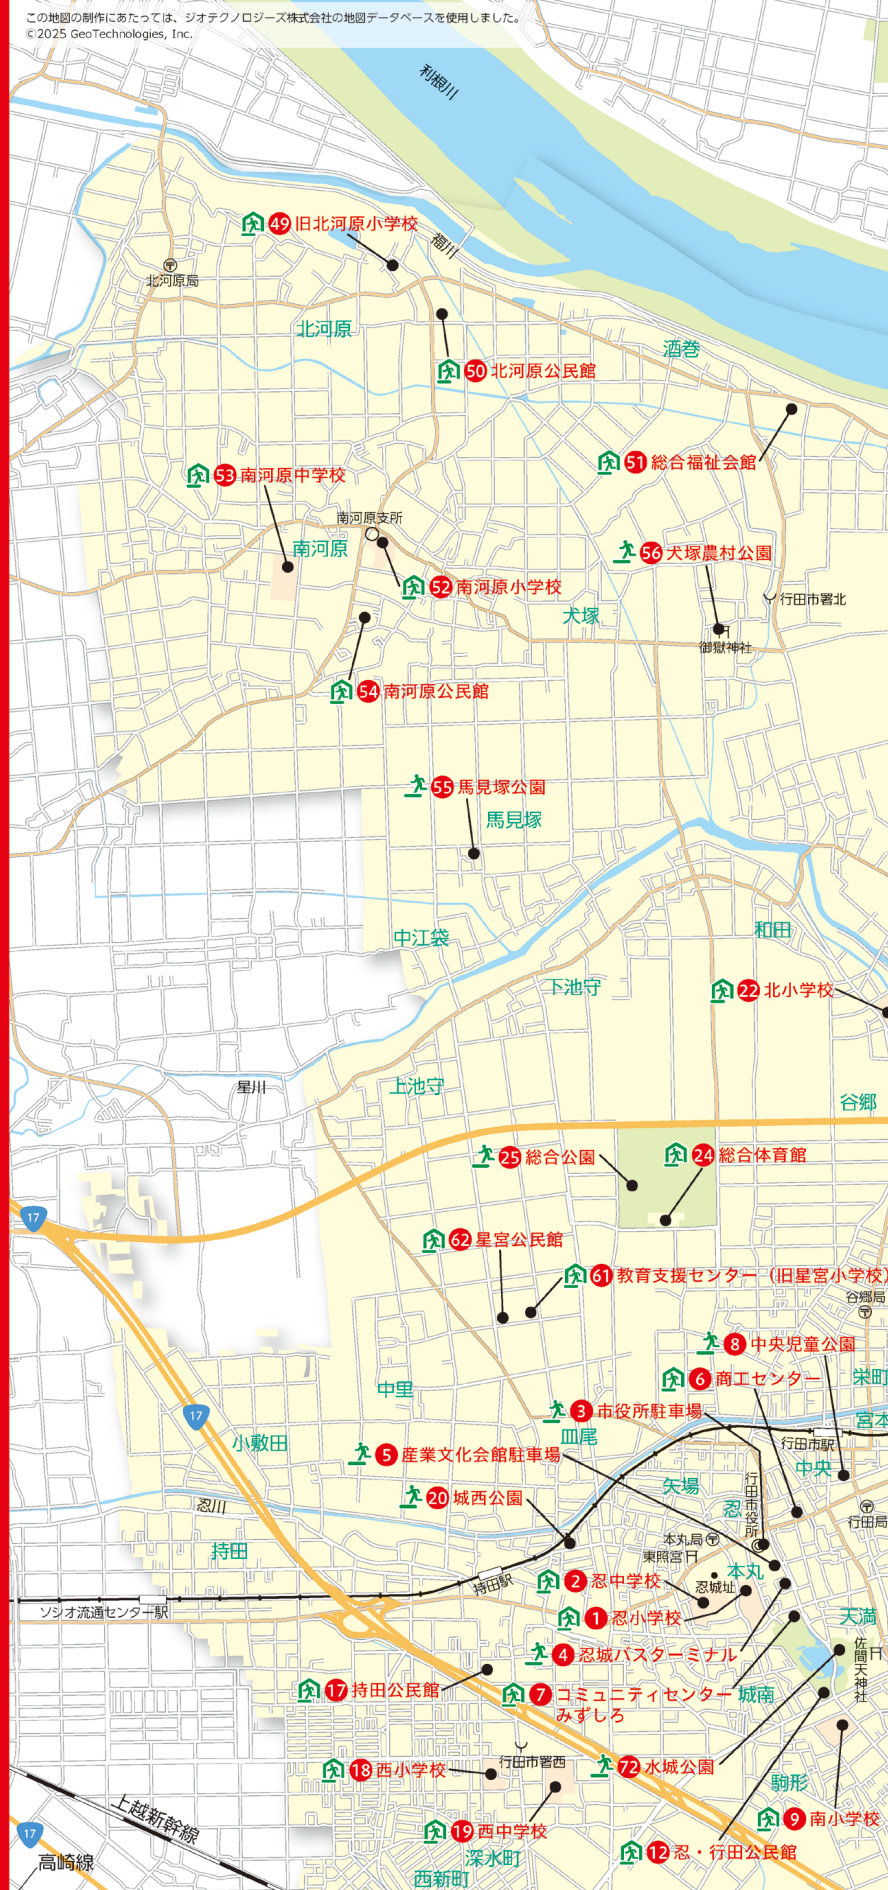 この地図の制作にあたっては、ジオテクノロジーズ株式会社の地図データベースを使用しました。
©2025 GeoTechnologies, Inc.
利根川
49 旧北河原小学校
福川
北河原局
北河原
酒巻
50 北河原公民館
51 総合福祉会館
53 南河原中学校
南河原支所
南河原
56 犬塚農村公園
52 南河原小学校
行田市署北
犬塚
御嶽神社
54 南河原公民館
55 馬見塚公園
馬見塚
中江袋
和田
下池守
22 北小学校
星川
上池守
谷郷
25 総合公園
24 総合体育館
17
62 星宮公民館
61 教育支援センター（旧星宮小学校）
谷郷局
8 中央児童公園
6 商工センター
栄町
中里
3 市役所駐車場
宮本
17
皿尾
小敷田
行田市駅
5 産業文化会館駐車場
中央
矢場
行田市役所
20 城西公園
忍
忍川
行田局
本丸局
持田
東照宮
本丸
持田駅
2 忍中学校
忍城址
ソシオ流通センター駅
1 忍小学校
天満
4 忍城バスターミナル
佐間天神社
17 持田公民館
7 コミュニティセンター
みずしろ
城南
行田市署西
72 水城公園
18 西小学校
駒形
上越新幹線
9 南小学校
17
19 西中学校
12 忍・行田公民館
深水町
高崎線
西新町